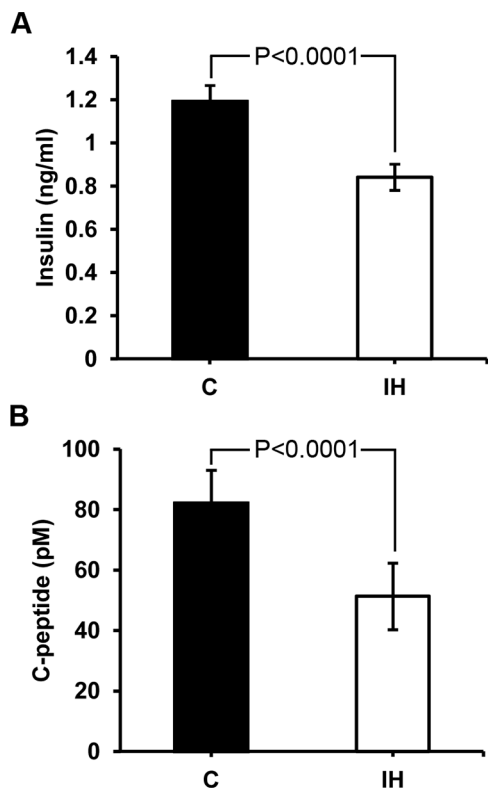 A
P<0.0001
Insulin (ng/ml)
1.4
1.2
1
0.8
0.6
0.4
0.2
0
C
IH
B
P<0.0001
C-peptide (pM)
100
80
60
40
20
0
C
IH